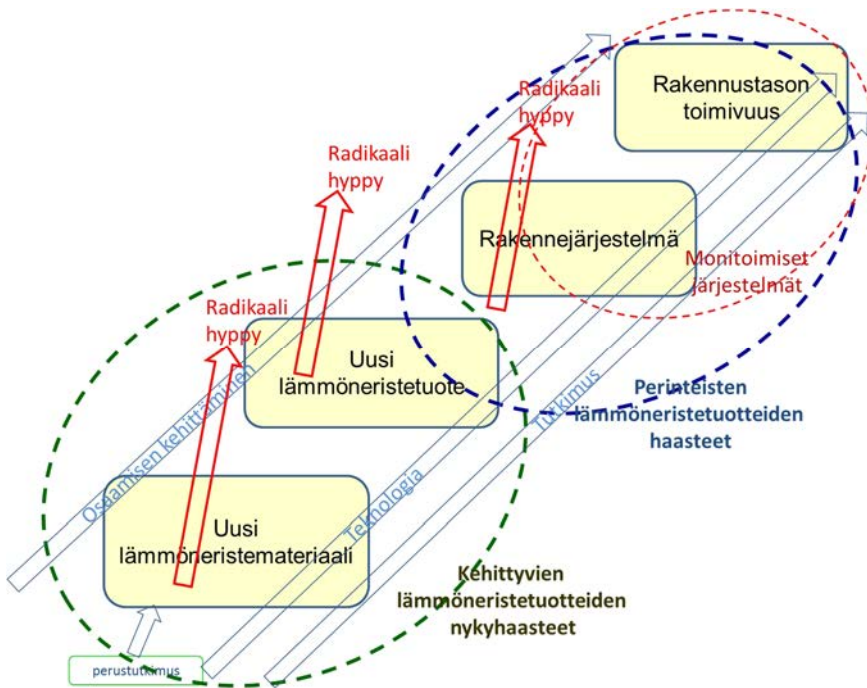 Rakennustason
toimivuus
Radikaali
hyppy
Radikaali
hyppy
Rakennejärjestelmä
Monitoimiset
järjestelmät
Radikaali
hyppy
Uusi
lämmöneristetuote
Perinteisten
lämmöneristetuotteiden
haasteet
Osaamisen kehittäminen
Teknologia
Tutkimus
Uusi
lämmöneristemateriaali
Kehittyvien
lämmöneristetuotteiden
nykyhaasteet
perustutkimus